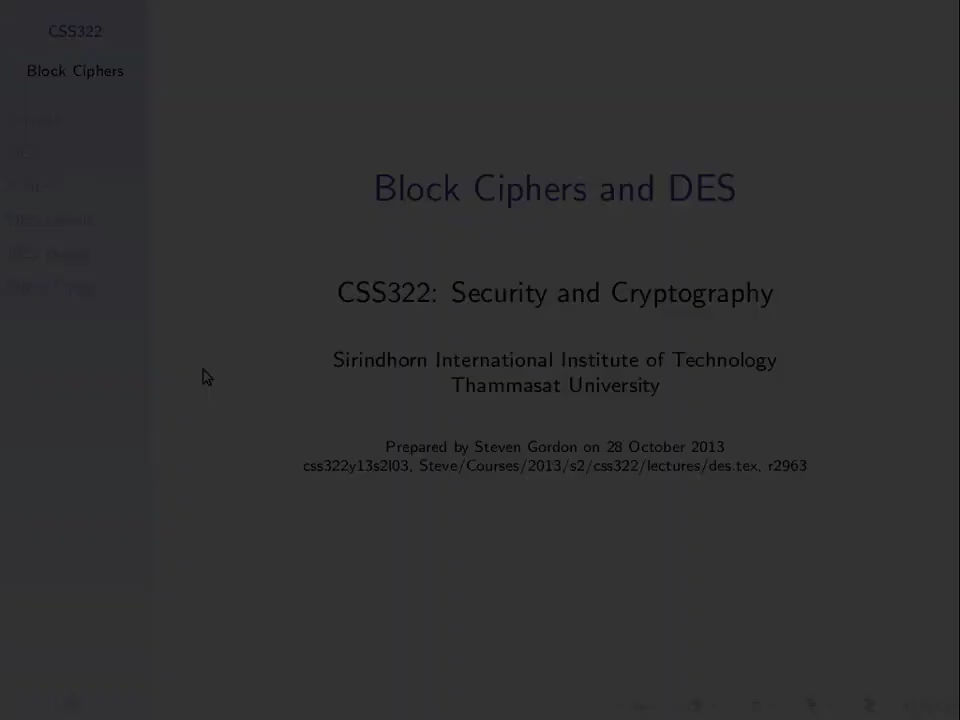 CSS322
Block Ciphers
Block Ciphers and DES
CSS322: Security and Cryptography
Sirindhorn International Institute of Technology
Thammasat University
Prepared by Steven Gordon on 28 October 2013
css322y13s2l03, Steve/Courses/2013/s2/css322/lectures/des.tex, r2963